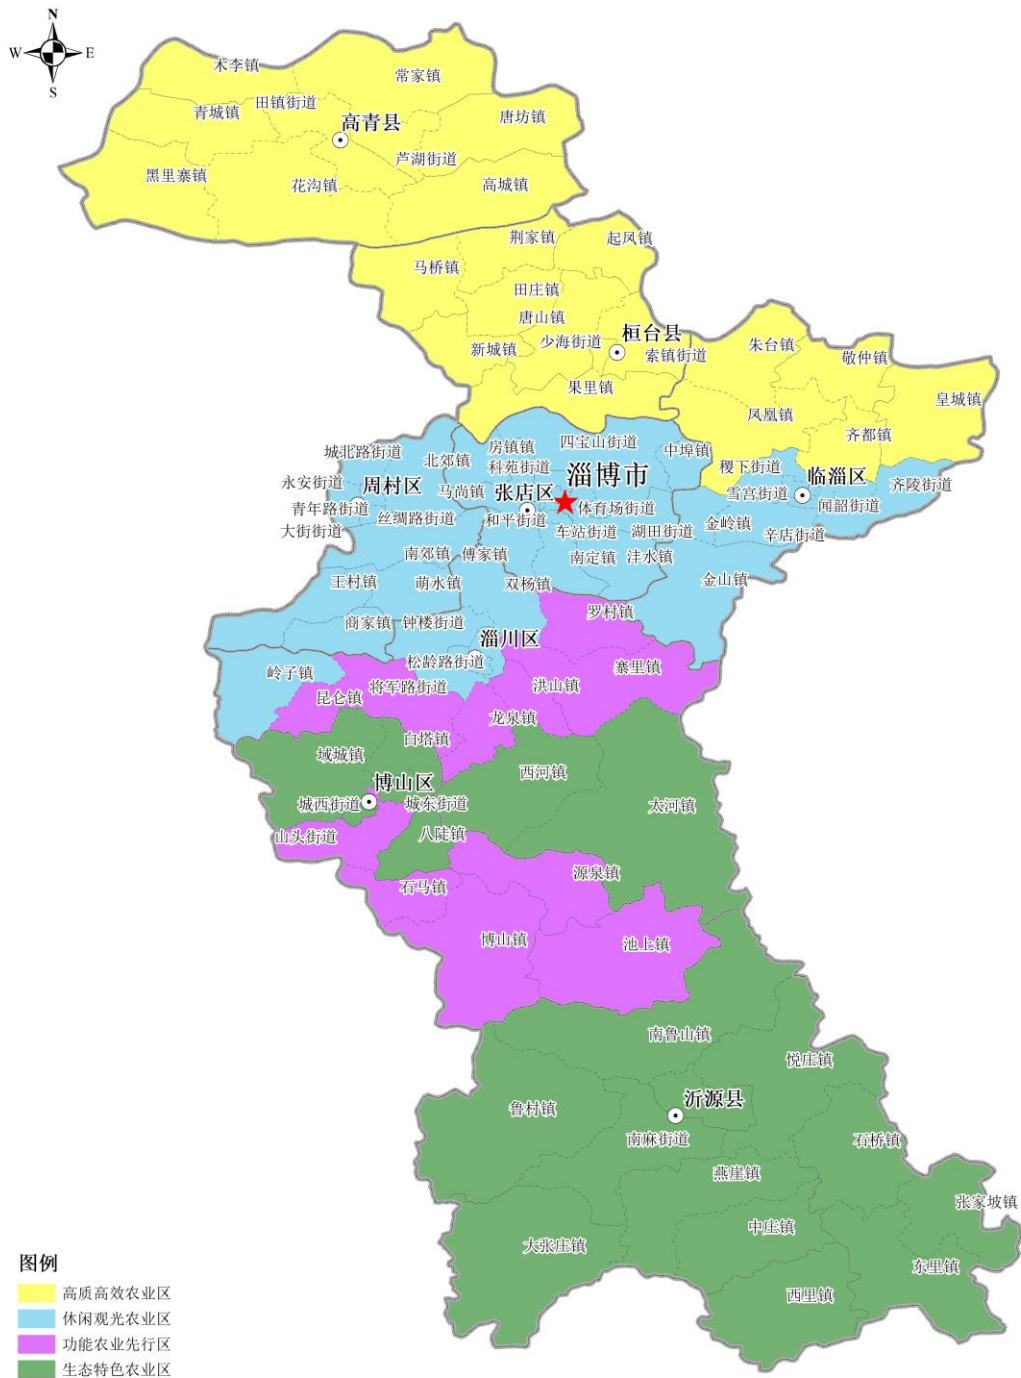 N
W E
S
术李镇
常家镇
青城镇
田镇街道
高青县
唐坊镇
芦湖街道
黑里寨镇
花沟镇
高城镇
荆家镇
起凤镇
马桥镇
田庄镇
唐山镇
桓台县
新城镇
少海街道
索镇街道
朱台镇
敬仲镇
果里镇
皇城镇
凤凰镇
齐都镇
城北路街道
北郊镇
房镇镇
四宝山街道
中埠镇
科苑街道
淄博市
稷下街道
临淄区
永安街道
周村区
马尚镇
张店区
雪宫街道
齐陵街道
青年路街道
体育场街道
闻韶街道
大街街道
丝绸路街道
和平街道
车站街道
湖田街道
金岭镇
辛店街道
南郊镇
傅家镇
南定镇
沣水镇
王村镇
萌水镇
双杨镇
金山镇
商家镇
钟楼街道
罗村镇
淄川区
岭子镇
松龄路街道
寨里镇
昆仑镇
将军路街道
洪山镇
龙泉镇
域城镇
白塔镇
西河镇
博山区
城西街道
城东街道
太河镇
山头街道
八陡镇
石马镇
源泉镇
博山镇
池上镇
南鲁山镇
悦庄镇
鲁村镇
沂源县
南麻街道
石桥镇
燕崖镇
张家坡镇
大张庄镇
中庄镇
东里镇
西里镇
图例
高质高效农业区
休闲观光农业区
功能农业先行区
生态特色农业区